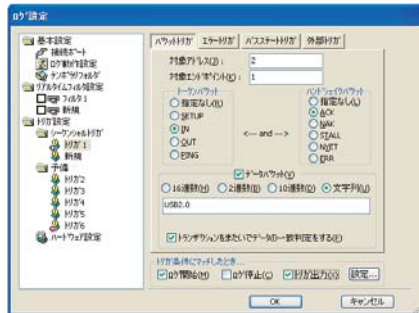 ログ設定
基本設定
接続ポート
ログ動作設定
テンポラリフォルダ
リアルタイムフィルタ設定
フィルタ1
新規
トリガ設定
シーケンシャルトリガ
トリガ1
新規
予備
トリガ2
トリガ3
トリガ4
トリガ5
トリガ6
ハードウェア設定
パケットトリガ エラートリガ バスステートトリガ 外部トリガ
対象アドレス(J): 2
対象エンドポイント(K): 1
トークンパケット
指定なし(L)
SETUP
IN
OUT
PING
<--- and --->
ハンドシェイクパケット
指定なし(L)
ACK
NAK
STALL
NYET
ERR
データパケット(Y)
16進数(H) 2進数(B) 10進数(D) 文字列(U)
USB2.0
トランザクションをまたいでデータの一致判定をする(F)
トリガ条件にマッチしたとき...
ログ開始(M) ログ停止(C) トリガ出力(X) 設定...
OK キャンセル